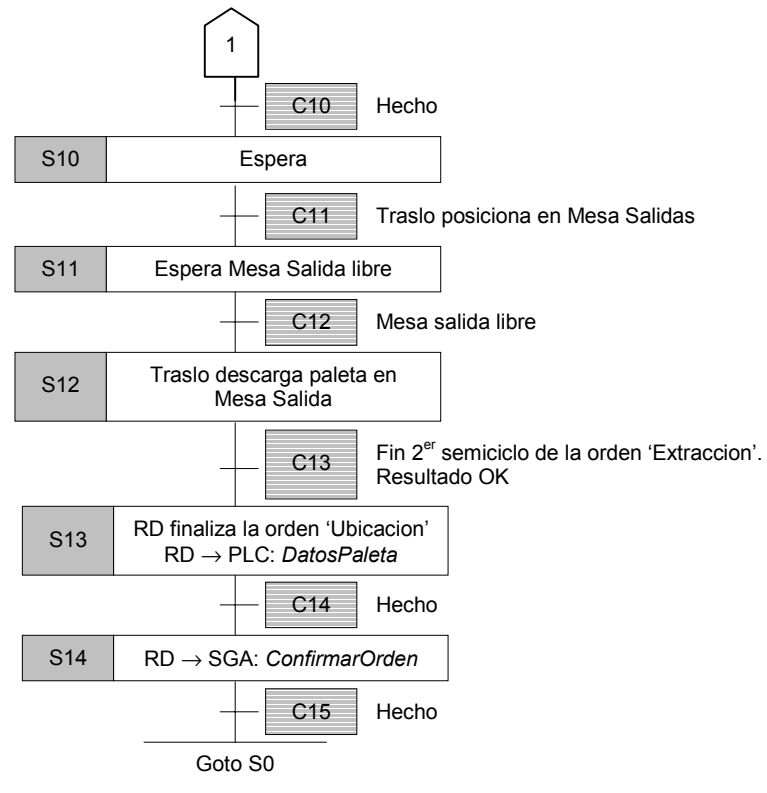 1
C10 Hecho
S10 Espera
C11 Traslo posiciona en Mesa Salidas
S11 Espera Mesa Salida libre
C12 Mesa salida libre
S12 Traslo descarga paleta en
Mesa Salida
C13 Fin 2er semiciclo de la orden 'Extraccion'.
Resultado OK
S13 RD finaliza la orden 'Ubicacion'
RD → PLC: DatosPaleta
C14 Hecho
S14 RD → SGA: ConfirmarOrden
C15 Hecho
Goto S0